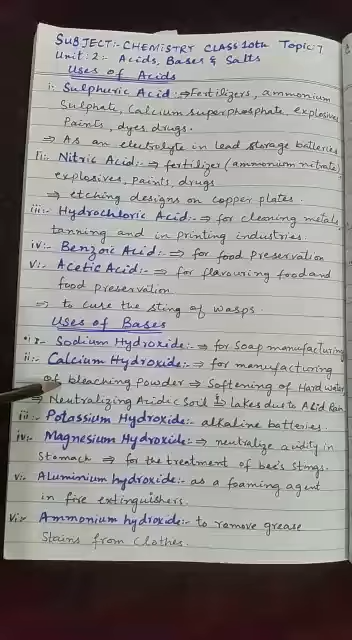 SUBJECT:- CHEMISTRY CLASS 10th Topic 7
Unit: 2:- Acids, Bases & Salts
Uses of Acids
i:- Sulphuric Acid:⇒ Fertilizers, ammonium
Sulphate, Calcium superphosphate, explosives
Paints, dyes, drugs.
⇒ As an electrolyte in lead storage batteries
ii:- Nitric Acid:- ⇒ fertilizer (ammonium nitrate),
explosives, paints, drugs
⇒ etching designs on copper plates.
iii:- Hydrochloric Acid:- ⇒ for cleaning metals,
tanning and in printing industries.
iv:- Benzoic Acid:- ⇒ for food preservation
v:- Acetic Acid:- ⇒ for flavouring food and
food preservation
⇒ to cure the sting of wasps.
Uses of Bases
i:- Sodium Hydroxide:- ⇒ for soap manufacturing
ii:- Calcium Hydroxide:- ⇒ for manufacturing
of bleaching Powder ⇒ Softening of Hard water
⇒ Neutralizing Acidic Soil & Lakes due to Acid Rain
iii:- Potassium Hydroxide:- alkaline batteries.
iv:- Magnesium Hydroxide:- ⇒ neutralize acidity in
Stomach ⇒ for the treatment of bee's stings.
v:- Aluminium hydroxide:- as a foaming agent
in fire extinguishers.
vi:- Ammonium hydroxide:- to remove grease
Stains from clothes.